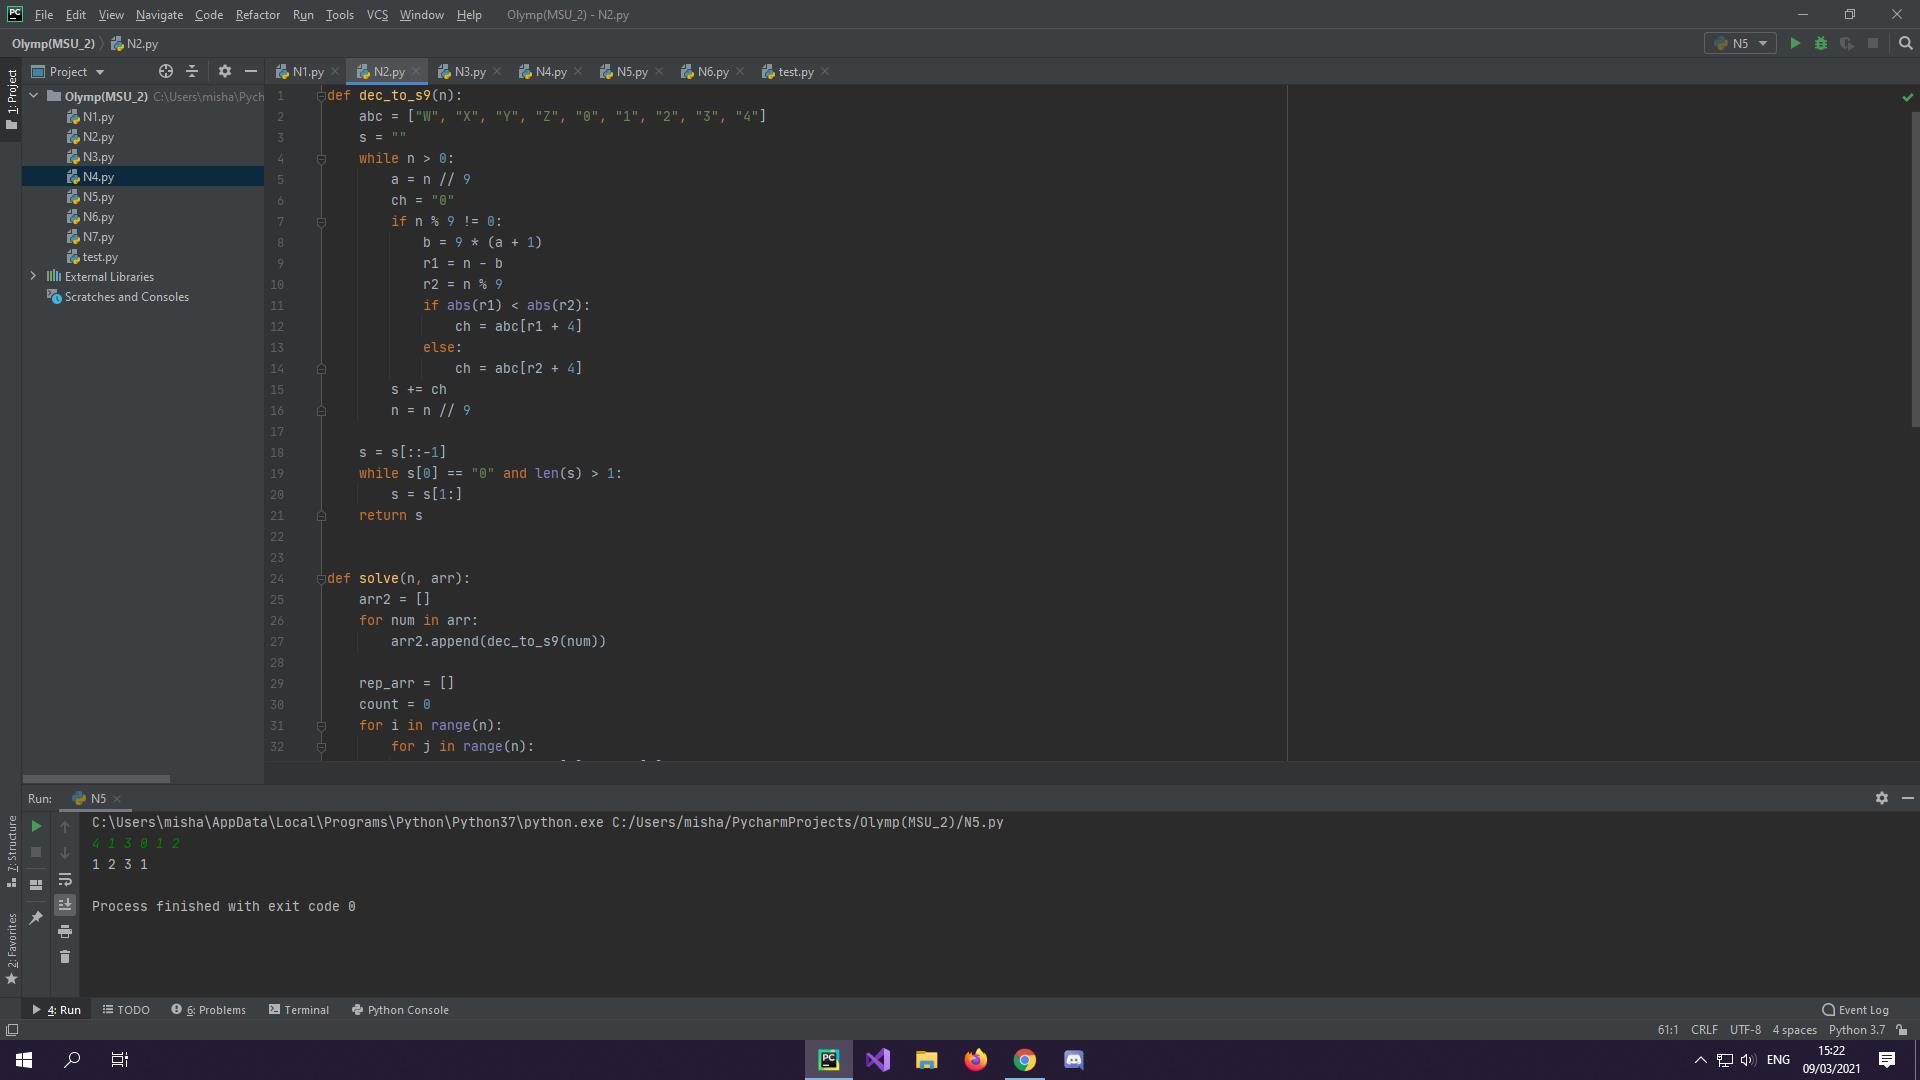 PC File Edit View Navigate Code Refactor Run Tools VCS Window Help Olymp(MSU_2) - N2.py
Olymp(MSU_2) N2.py N5
1: Project
Project
N1.py N2.py N3.py N4.py N5.py N6.py test.py
Olymp(MSU_2) C:\Users\misha\Pych
N1.py
N2.py
N3.py
N4.py
N5.py
N6.py
N7.py
test.py
External Libraries
Scratches and Consoles
1 def dec_to_s9(n):
2 abc = ["W", "X", "Y", "Z", "0", "1", "2", "3", "4"]
3 s = ""
4 while n > 0:
5 a = n // 9
6 ch = "0"
7 if n % 9 != 0:
8 b = 9 * (a + 1)
9 r1 = n - b
10 r2 = n % 9
11 if abs(r1) < abs(r2):
12 ch = abc[r1 + 4]
13 else:
14 ch = abc[r2 + 4]
15 s += ch
16 n = n // 9
17
18 s = s[::-1]
19 while s[0] == "0" and len(s) > 1:
20 s = s[1:]
21 return s
22
23
24 def solve(n, arr):
25 arr2 = []
26 for num in arr:
27 arr2.append(dec_to_s9(num))
28
29 rep_arr = []
30 count = 0
31 for i in range(n):
32 for j in range(n):
Run: N5
C:\Users\misha\AppData\Local\Programs\Python\Python37\python.exe C:/Users/misha/PycharmProjects/Olymp(MSU_2)/N5.py
4 1 3 0 1 2
1 2 3 1
Process finished with exit code 0
7: Structure
2: Favorites
4: Run TODO 6: Problems Terminal Python Console Event Log
61:1 CRLF UTF-8 4 spaces Python 3.7
PC ENG 15:22
09/03/2021